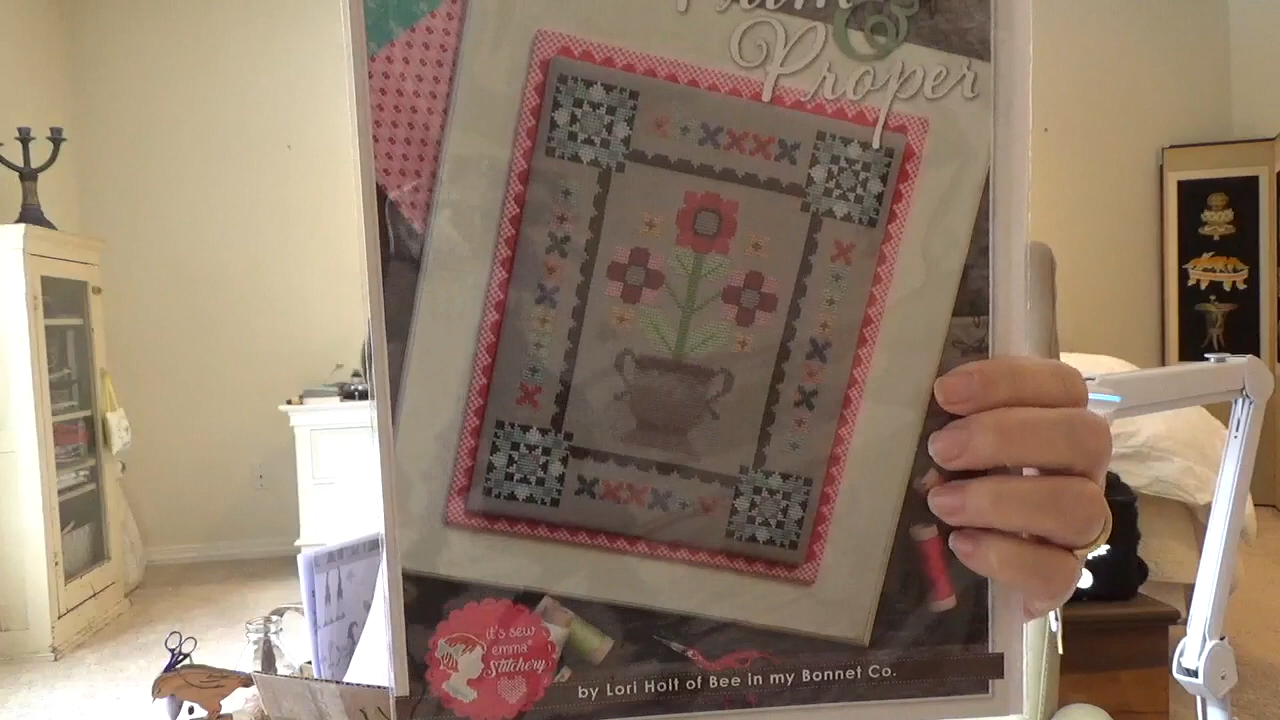 &
Proper
it's sew
emma®
Stitchery
by Lori Holt of Bee in my Bonnet Co.